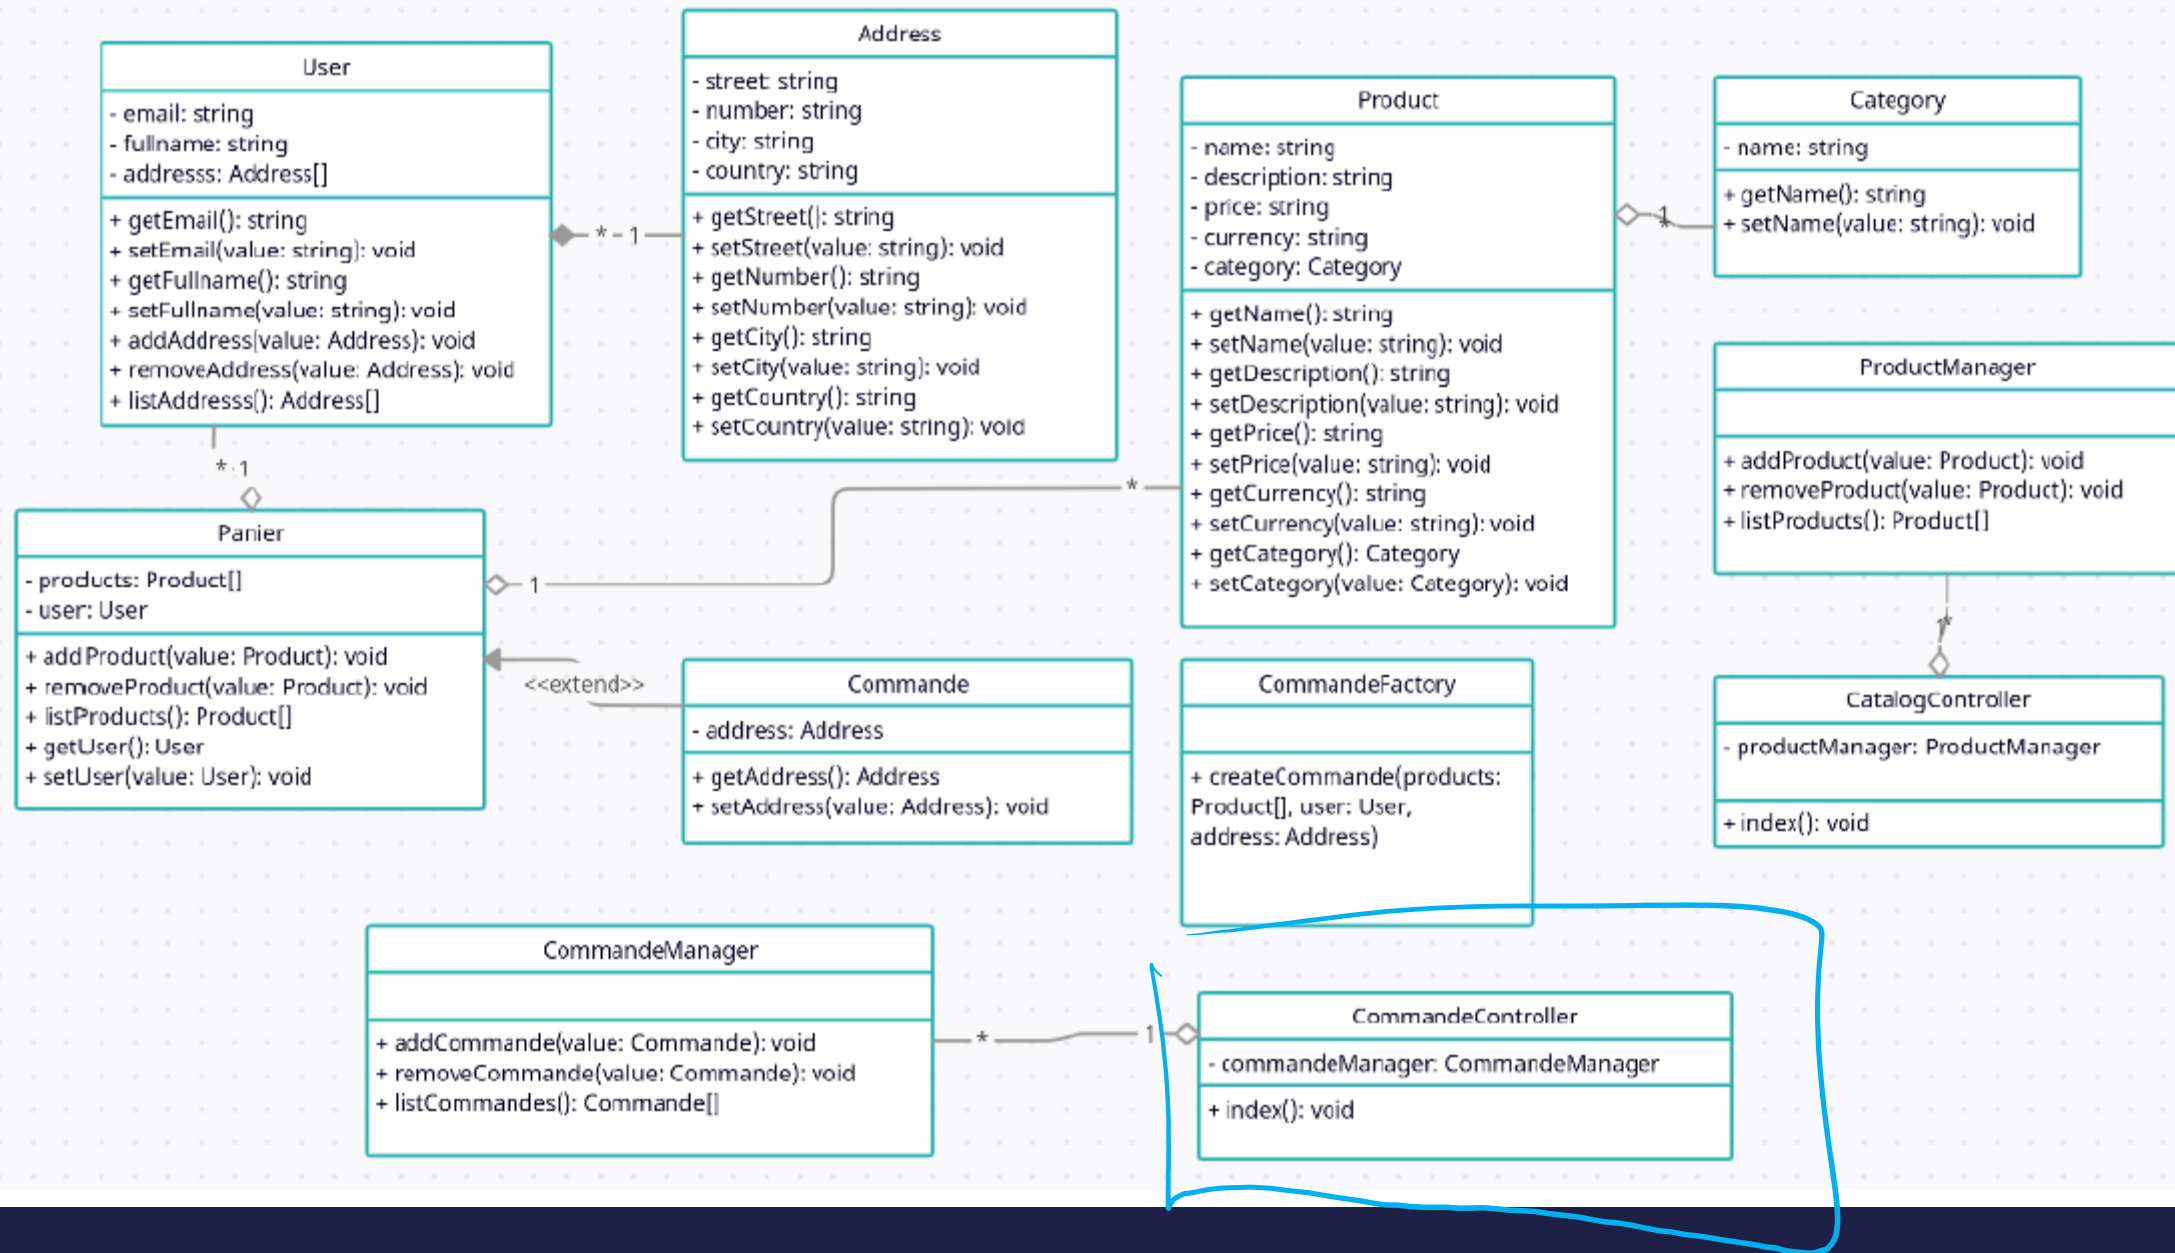 User
- email: string
- fullname: string
- addresss: Address[]
+ getEmail(): string
+ setEmail(value: string): void
+ getFullname(): string
+ setFullname(value: string): void
+ addAddress(value: Address): void
+ removeAddress(value: Address): void
+ listAddresss(): Address[]
* - 1
Address
- street: string
- number: string
- city: string
- country: string
+ getStreet(): string
+ setStreet(value: string): void
+ getNumber(): string
+ setNumber(value: string): void
+ getCity(): string
+ setCity(value: string): void
+ getCountry(): string
+ setCountry(value: string): void
Product
- name: string
- description: string
- price: string
- currency: string
- category: Category
+ getName(): string
+ setName(value: string): void
+ getDescription(): string
+ setDescription(value: string): void
+ getPrice(): string
+ setPrice(value: string): void
+ getCurrency(): string
+ setCurrency(value: string): void
+ getCategory(): Category
+ setCategory(value: Category): void
1
*
Category
- name: string
+ getName(): string
+ setName(value: string): void
ProductManager
+ addProduct(value: Product): void
+ removeProduct(value: Product): void
+ listProducts(): Product[]
* 1
Panier
- products: Product[]
- user: User
+ addProduct(value: Product): void
+ removeProduct(value: Product): void
+ listProducts(): Product[]
+ getUser(): User
+ setUser(value: User): void
1
*
<<extend>>
Commande
- address: Address
+ getAddress(): Address
+ setAddress(value: Address): void
CommandeFactory
+ createCommande(products:
Product[], user: User,
address: Address)
*
CatalogController
- productManager: ProductManager
+ index(): void
CommandeManager
+ addCommande(value: Commande): void
+ removeCommande(value: Commande): void
+ listCommandes(): Commande[]
*
1
CommandeController
- commandeManager: CommandeManager
+ index(): void